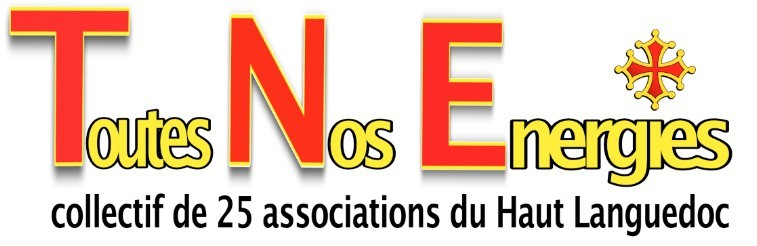 Toutes Nos Energies
collectif de 25 associations du Haut Languedoc